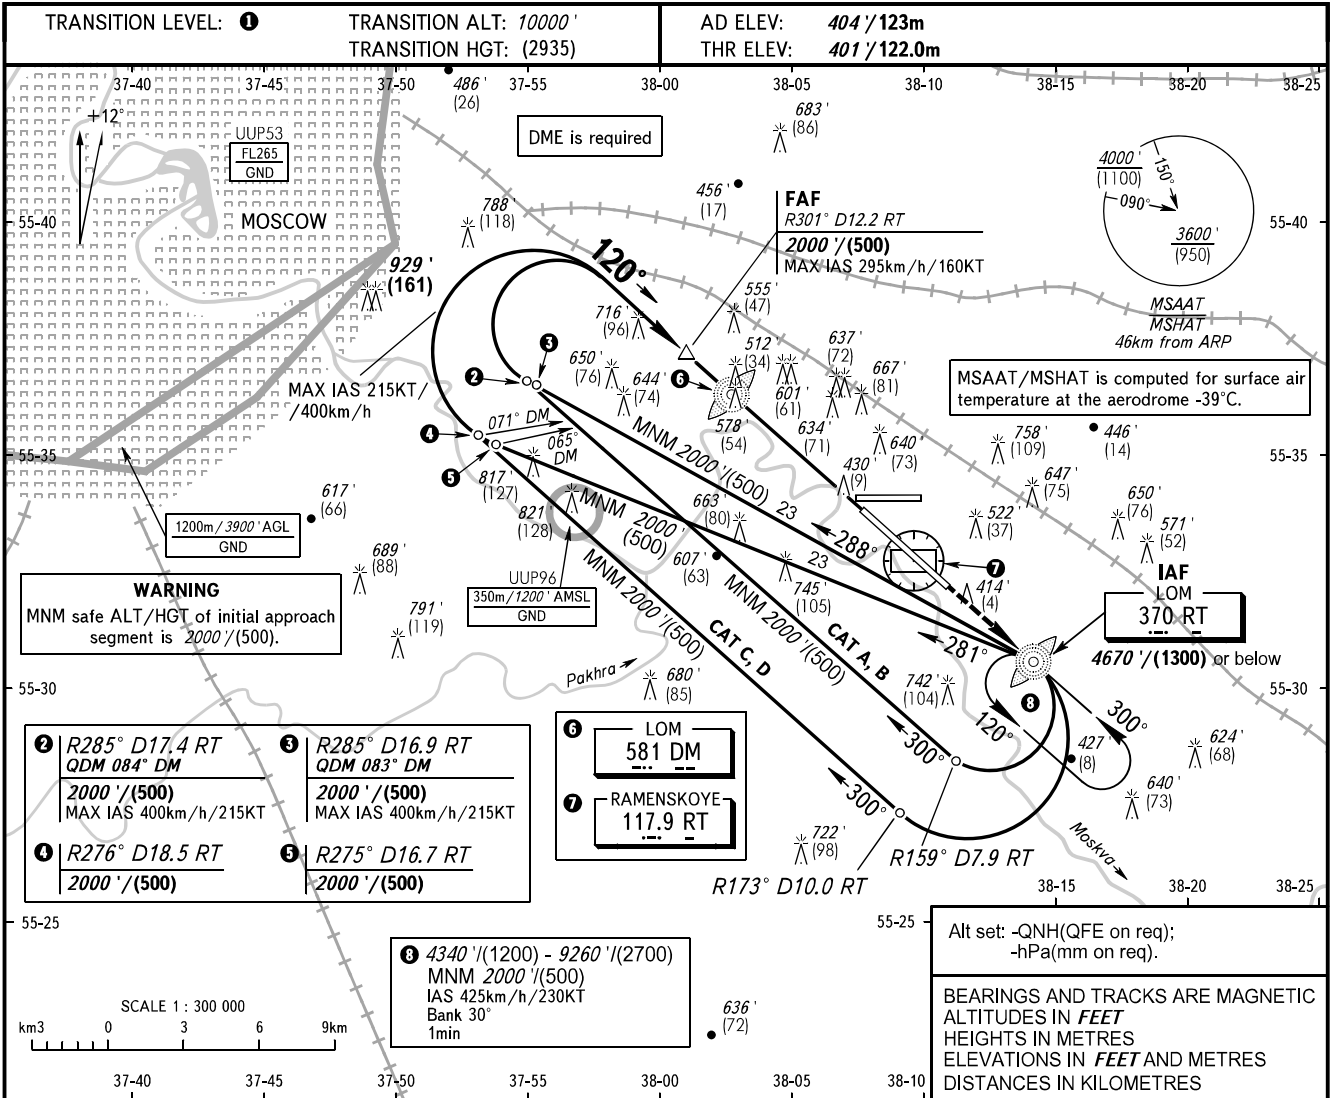 TRANSITION LEVEL: ❶
TRANSITION ALT: 10000 '
TRANSITION HGT: (2935)
AD ELEV: 404 '/123m
THR ELEV: 401 '/122.0m
37-40 37-45 37-50 37-55 38-00 38-05 38-10 38-15 38-20 38-25
+12°
UUP53
FL265
GND
MOSCOW
486 '
(26)
DME is required
683 '
(86)
456 '
(17)
788 '
(118)
929 '
(161)
FAF
R301° D12.2 RT
2000 '/(500)
MAX IAS 295km/h/160KT
4000 '
(1100)
150°
090°
3600 '
(950)
MSAAT
MSHAT
46km from ARP
55-40
55-40
120°
716 '
(96)
555 '
(47)
512 '
(34)
637 '
(72)
667 '
(81)
650 '
(76)
644 '
(74)
601 '
(61)
578 '
(54)
634 '
(71)
640 '
(73)
430 '
(9)
MSAAT/MSHAT is computed for surface air
temperature at the aerodrome -39°C.
MAX IAS 215KT/
/400km/h
❷
❸
❹
❺
❻
❼
❽
071° DM
065°
DM
55-35
55-35
758 '
(109)
446 '
(14)
647 '
(75)
650 '
(76)
522 '
(37)
571 '
(52)
817 '
(127)
821 '
(128)
617 '
(66)
689 '
(88)
791 '
(119)
663 '
(80)
607 '
(63)
745 '
(105)
414 '
(4)
MNM 2000 '/(500) 23
288°
MNM 2000 '
(500)
23
281°
MNM 2000 '/(500)
CAT C, D
MNM 2000 '/(500)
CAT A, B
1200m/3900 'AGL
GND
UUP96
350m/1200 ' AMSL
GND
WARNING
MNM safe ALT/HGT of initial approach
segment is 2000 '/(500).
IAF
LOM
370 RT
4670 '/(1300) or below
Pakhra
680 '
(85)
742 '
(104)
55-30
55-30
120°
300°
300°
300°
427 '
(8)
624 '
(68)
640 '
(73)
722 '
(98)
Moskva
R159° D7.9 RT
R173° D10.0 RT
❷ R285° D17.4 RT
QDM 084° DM
2000 '/(500)
MAX IAS 400km/h/215KT
❸ R285° D16.9 RT
QDM 083° DM
2000 '/(500)
MAX IAS 400km/h/215KT
❹ R276° D18.5 RT
2000 '/(500)
❺ R275° D16.7 RT
2000 '/(500)
❻ LOM
581 DM
❼ RAMENSKOYE
117.9 RT
38-15 38-20 38-25
55-25
55-25
❽ 4340 '/(1200) - 9260 '/(2700)
MNM 2000 '/(500)
IAS 425km/h/230KT
Bank 30°
1min
636 '
(72)
SCALE 1 : 300 000
km3 0 3 6 9km
37-40 37-45 37-50 37-55 38-00 38-05 38-10
Alt set: -QNH(QFE on req);
-hPa(mm on req).
BEARINGS AND TRACKS ARE MAGNETIC
ALTITUDES IN FEET
HEIGHTS IN METRES
ELEVATIONS IN FEET AND METRES
DISTANCES IN KILOMETRES